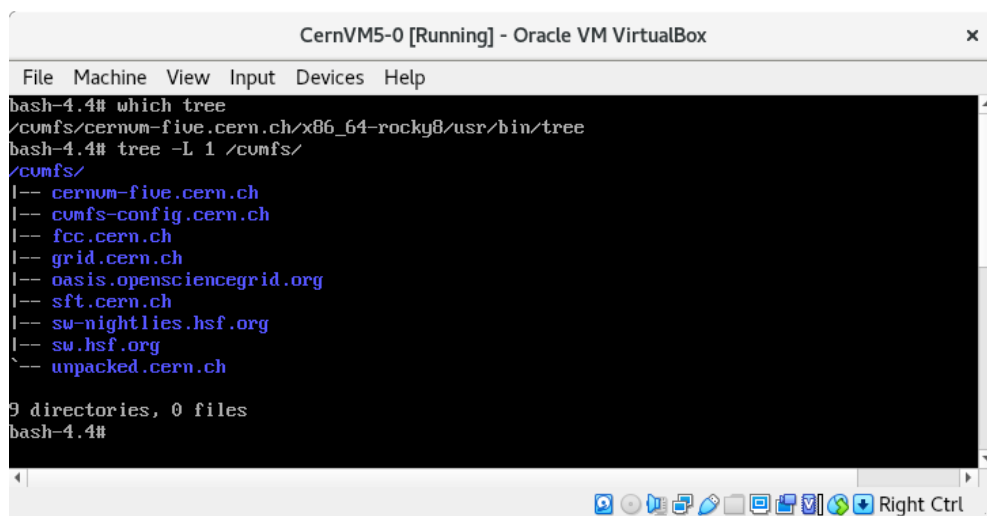 CernVM5-0 [Running] - Oracle VM VirtualBox
File Machine View Input Devices Help
bash-4.4# which tree
/cvmfs/cernvm-five.cern.ch/x86_64-rocky8/usr/bin/tree
bash-4.4# tree -L 1 /cvmfs/
/cvmfs/
|-- cernvm-five.cern.ch
|-- cvmfs-config.cern.ch
|-- fcc.cern.ch
|-- grid.cern.ch
|-- oasis.opensciencegrid.org
|-- sft.cern.ch
|-- sw-nightlies.hsf.org
|-- sw.hsf.org
`-- unpacked.cern.ch
9 directories, 0 files
bash-4.4#
Right Ctrl